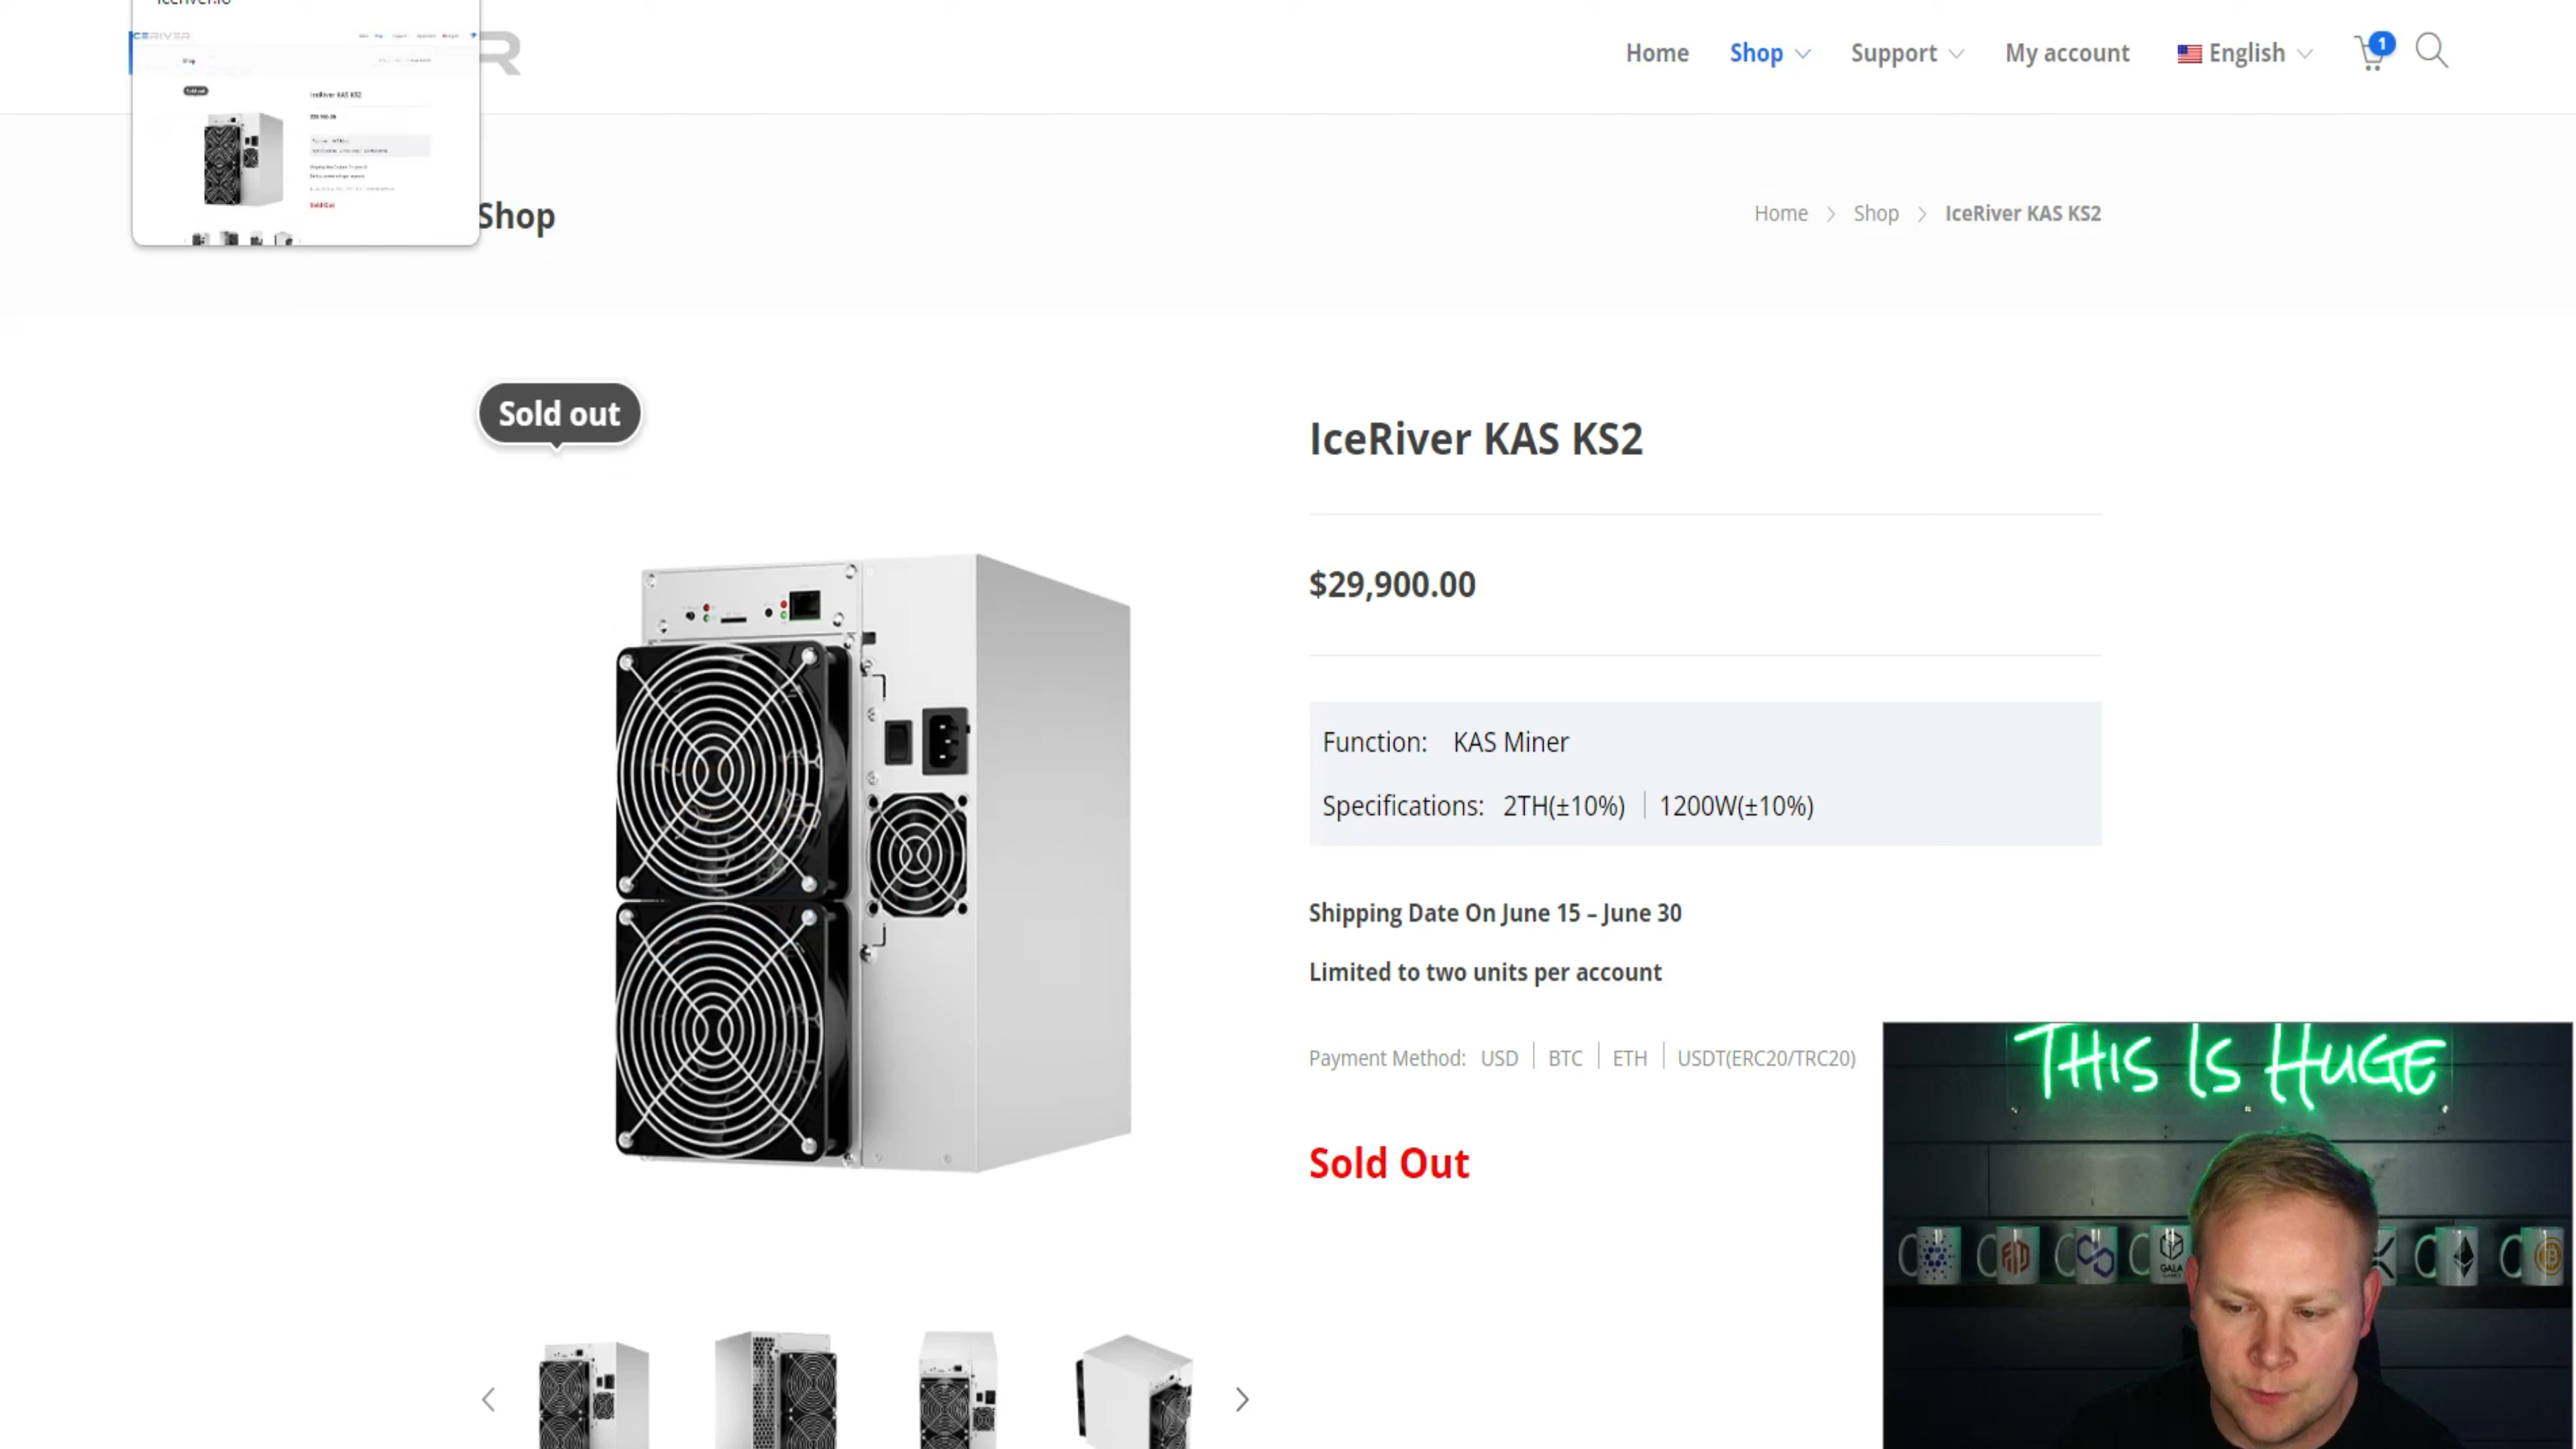 Home Shop Support My account English 1
Shop
Home > Shop > IceRiver KAS KS2
Sold out
IceRiver KAS KS2
$29,900.00
Function: KAS Miner
Specifications: 2TH(±10%) | 1200W(±10%)
Shipping Date On June 15 – June 30
Limited to two units per account
Payment Method: USD | BTC | ETH | USDT(ERC20/TRC20)
Sold Out
THIS IS HUGE
GALA